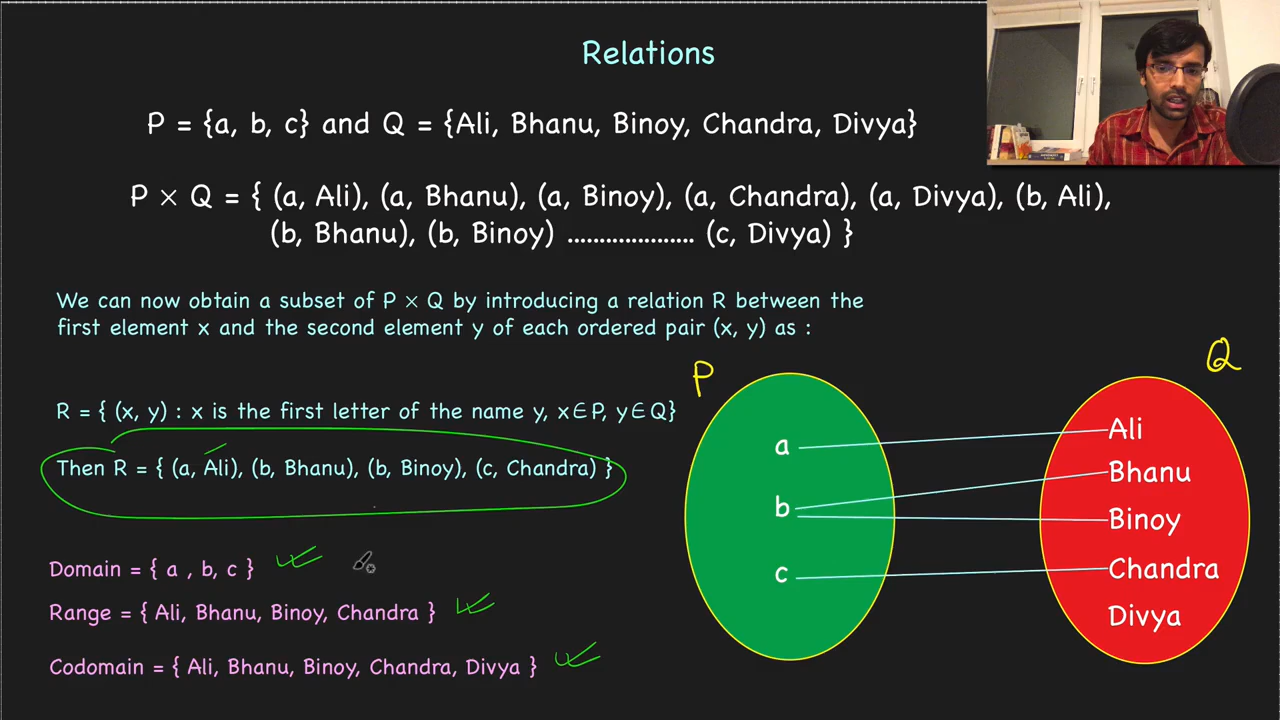 Relations
P = {a, b, c} and Q = {Ali, Bhanu, Binoy, Chandra, Divya}
P × Q = { (a, Ali), (a, Bhanu), (a, Binoy), (a, Chandra), (a, Divya), (b, Ali),
(b, Bhanu), (b, Binoy) ..................... (c, Divya) }
We can now obtain a subset of P × Q by introducing a relation R between the
first element x and the second element y of each ordered pair (x, y) as :
R = { (x, y) : x is the first letter of the name y, x∈P, y∈Q}
Then R = { (a, Ali), (b, Bhanu), (b, Binoy), (c, Chandra) }
Domain = { a , b, c }
Range = { Ali, Bhanu, Binoy, Chandra }
Codomain = { Ali, Bhanu, Binoy, Chandra, Divya }
P
a
b
c
Q
Ali
Bhanu
Binoy
Chandra
Divya